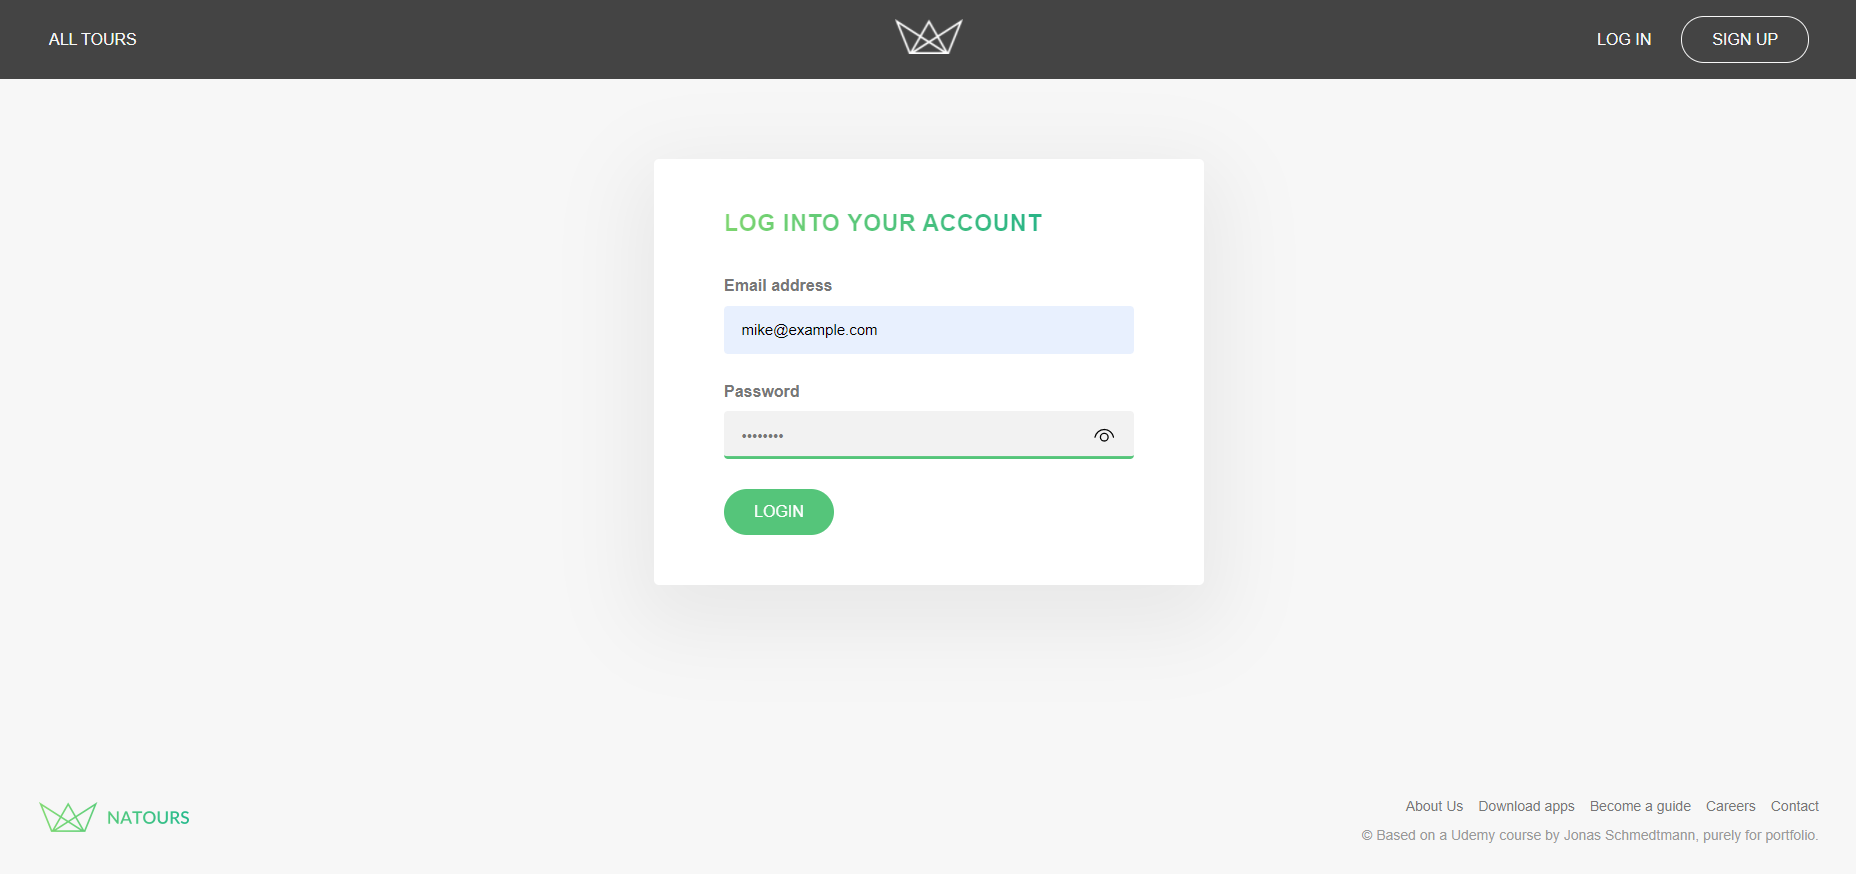 ALL TOURS
LOG IN
SIGN UP
LOG INTO YOUR ACCOUNT
Email address
mike@example.com
Password
••••••••
LOGIN
NATOURS
About Us Download apps Become a guide Careers Contact
© Based on a Udemy course by Jonas Schmedtmann, purely for portfolio.